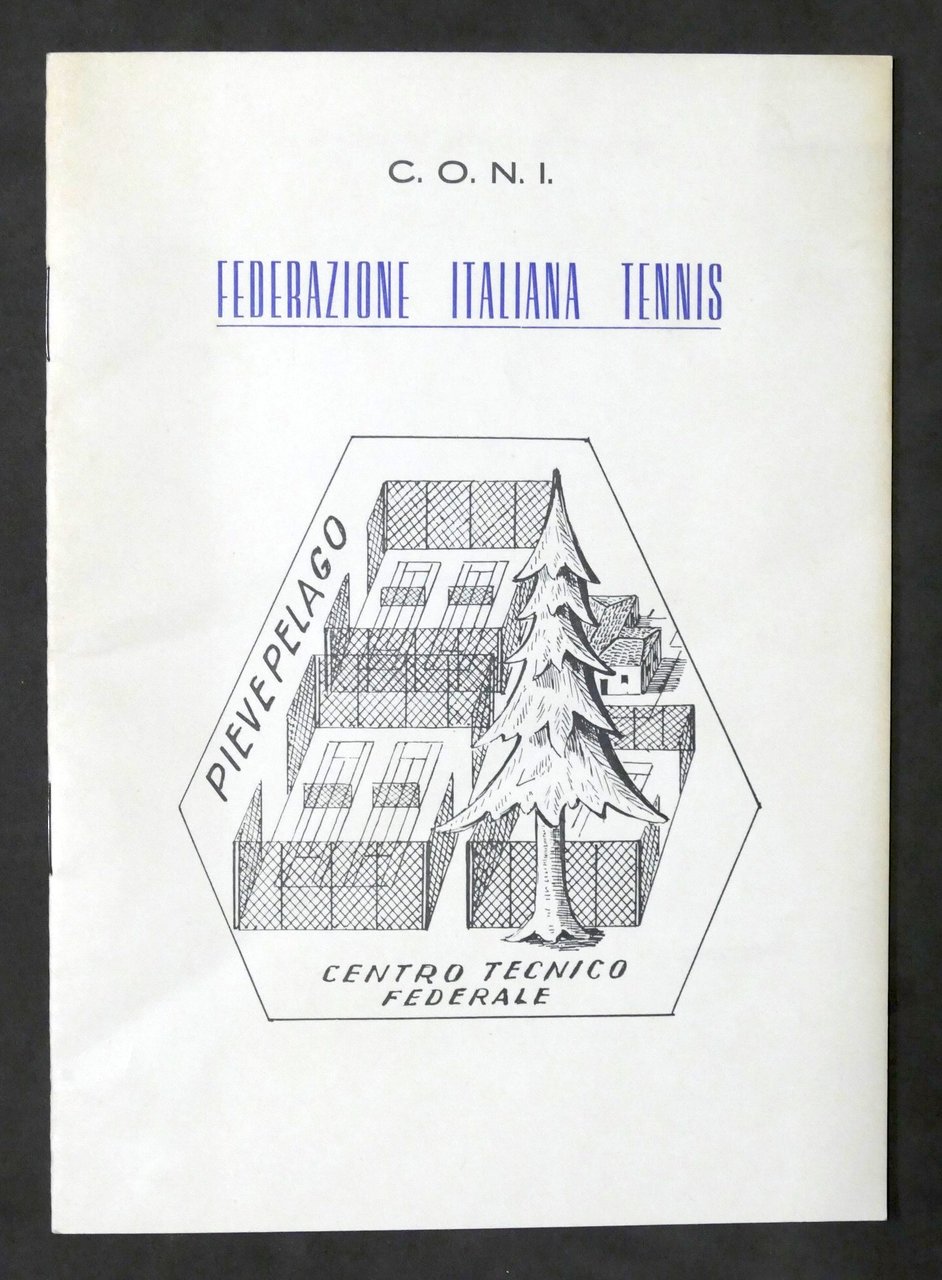 C. O. N. I.
FEDERAZIONE ITALIANA TENNIS
PIEVEPELAGO
CENTRO TECNICO
FEDERALE